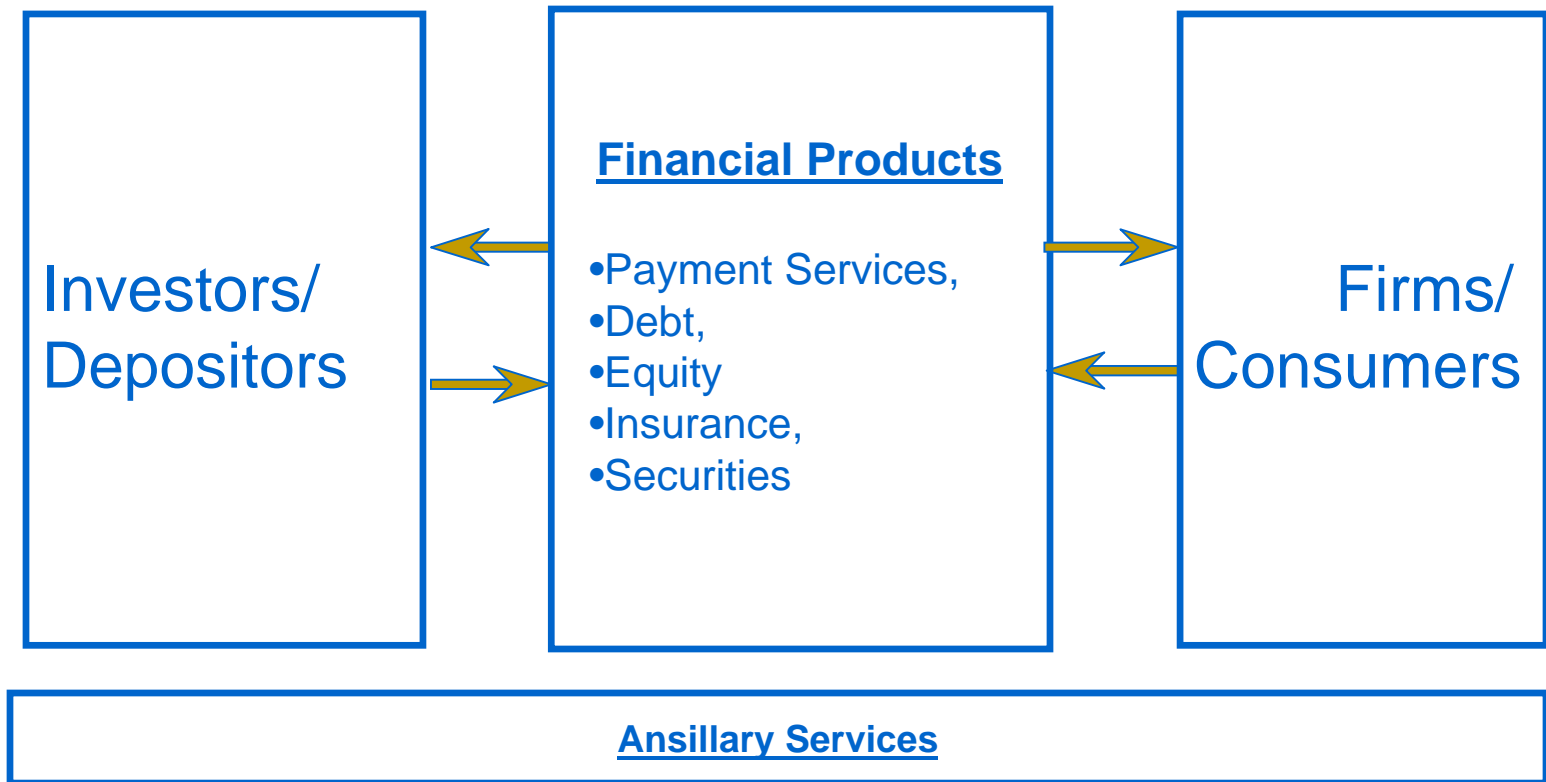 Investors/
Depositors
Financial Products
•Payment Services,
•Debt,
•Equity
•Insurance,
•Securities
Firms/
Consumers
Ansillary Services